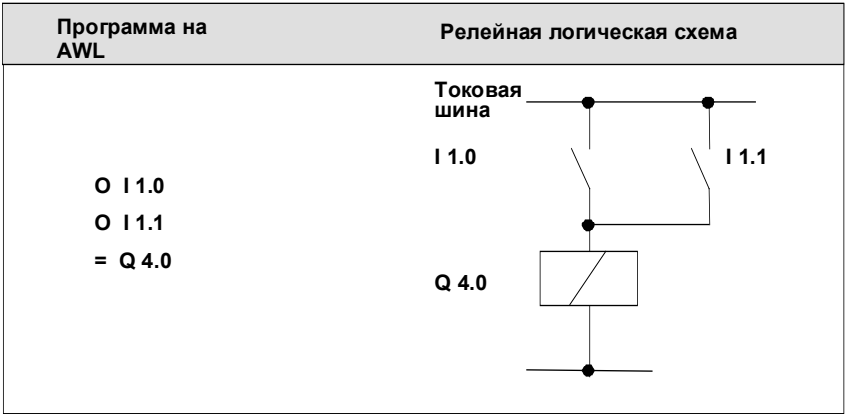 Программа на
AWL
Релейная логическая схема
Токовая
шина
I 1.0
I 1.1
O I 1.0
O I 1.1
= Q 4.0
Q 4.0